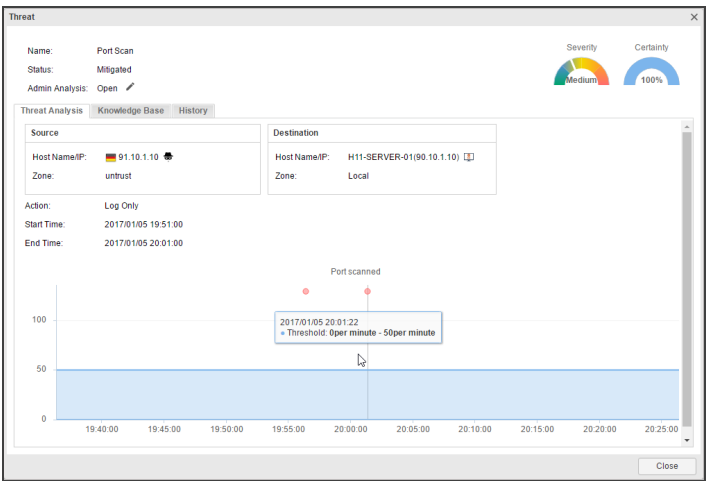 Threat
Name: Port Scan
Status: Mitigated
Admin Analysis: Open
Severity
Medium
Certainty
100%
Threat Analysis Knowledge Base History
Source
Host Name/IP: 91.10.1.10
Zone: untrust
Destination
Host Name/IP: H11-SERVER-01(90.10.1.10)
Zone: Local
Action: Log Only
Start Time: 2017/01/05 19:51:00
End Time: 2017/01/05 20:01:00
Port scanned
2017/01/05 20:01:22
Threshold: 0per minute - 50per minute
100
50
0
19:40:00 19:45:00 19:50:00 19:55:00 20:00:00 20:05:00 20:10:00 20:15:00 20:20:00 20:25:00
Close